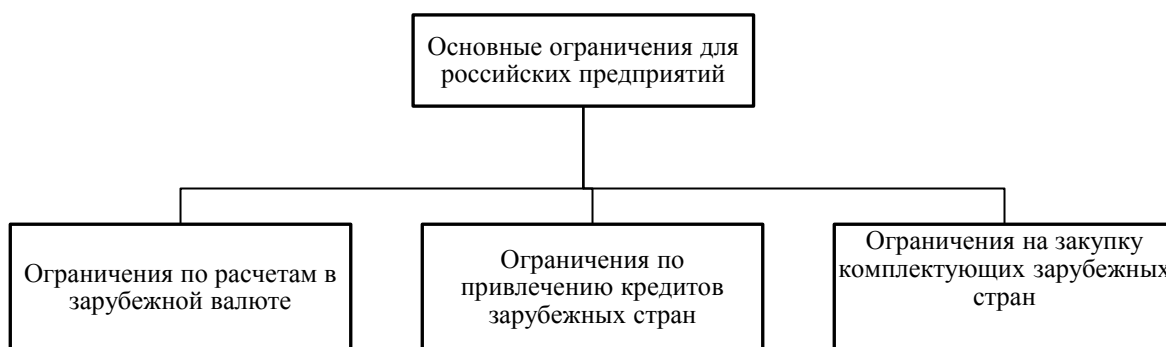 Основные ограничения для
российских предприятий
Ограничения по расчетам в
зарубежной валюте
Ограничения по
привлечению кредитов
зарубежных стран
Ограничения на закупку
комплектующих зарубежных
стран